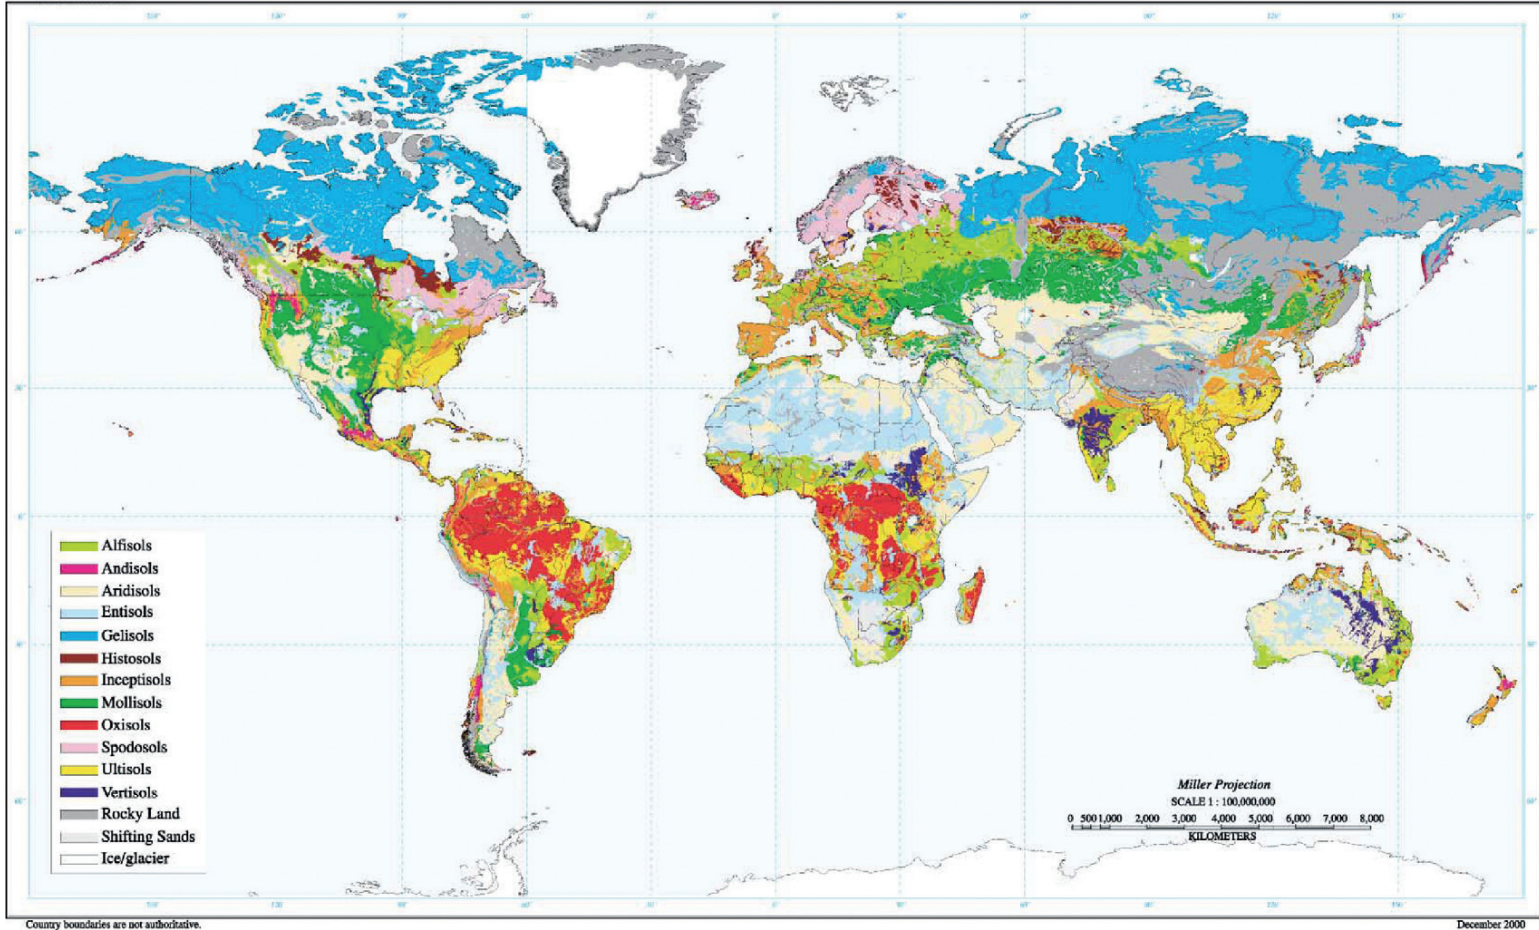 Alfisols
Andisols
Aridisols
Entisols
Gelisols
Histosols
Inceptisols
Mollisols
Oxisols
Spodosols
Ultisols
Vertisols
Rocky Land
Shifting Sands
Ice/glacier
Miller Projection
SCALE 1 : 100,000,000
0 500 1,000 2,000 3,000 4,000 5,000 6,000 7,000 8,000
KILOMETERS
Country boundaries are not authoritative.
December 2000